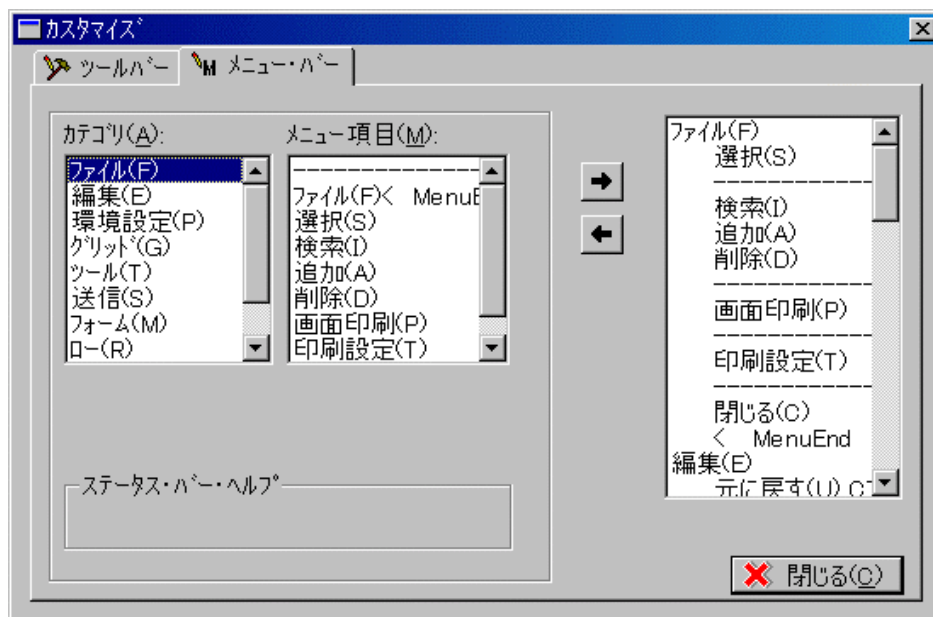 カスタマイズ
ツールバー
M メニュー・バー
カテゴリ(A):
ファイル(F)
編集(E)
環境設定(P)
グリッド(G)
ツール(T)
送信(S)
フォーム(M)
ロー(R)
メニュー項目(M):
----------------
ファイル(F)< MenuE
選択(S)
検索(I)
追加(A)
削除(D)
画面印刷(P)
印刷設定(T)
ファイル(F)
選択(S)
--------------
検索(I)
追加(A)
削除(D)
--------------
画面印刷(P)
--------------
印刷設定(T)
--------------
閉じる(C)
< MenuEnd
編集(E)
元に戻す(U) C
ステータス・バー・ヘルプ
閉じる(C)